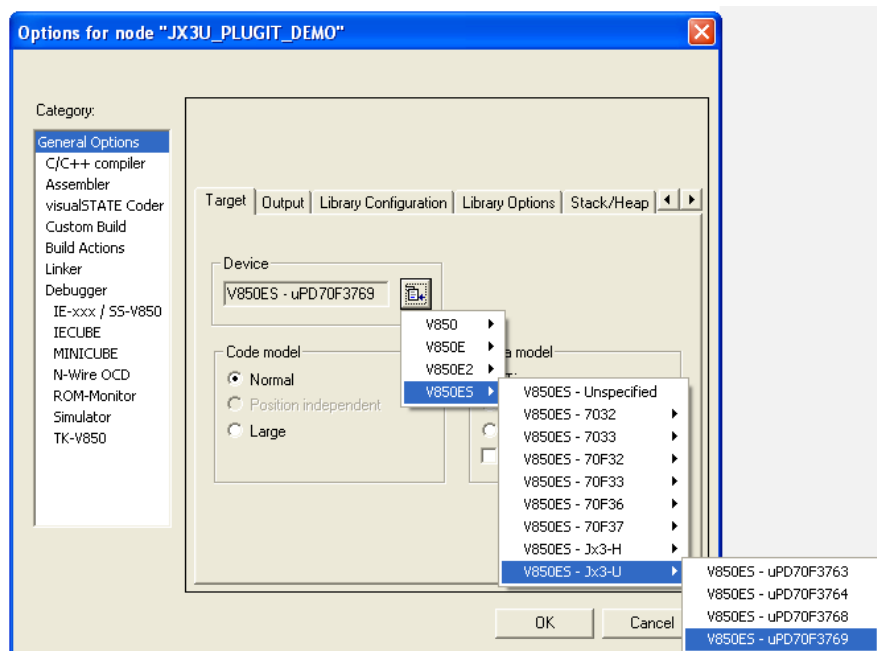 Options for node "JX3U_PLUGIT_DEMO"
Category:
General Options
C/C++ compiler
Assembler
visualSTATE Coder
Custom Build
Build Actions
Linker
Debugger
IE-xxx / SS-V850
IECUBE
MINICUBE
N-Wire OCD
ROM-Monitor
Simulator
TK-V850
Target Output Library Configuration Library Options Stack/Heap
Device
V850ES - uPD70F3769
V850
V850E
V850E2
V850ES
Code model
Normal
Position independent
Large
model
V850ES - Unspecified
V850ES - 7032
V850ES - 7033
V850ES - 70F32
V850ES - 70F33
V850ES - 70F36
V850ES - 70F37
V850ES - Jx3-H
V850ES - Jx3-U
V850ES - uPD70F3763
V850ES - uPD70F3764
V850ES - uPD70F3768
V850ES - uPD70F3769
OK Cancel